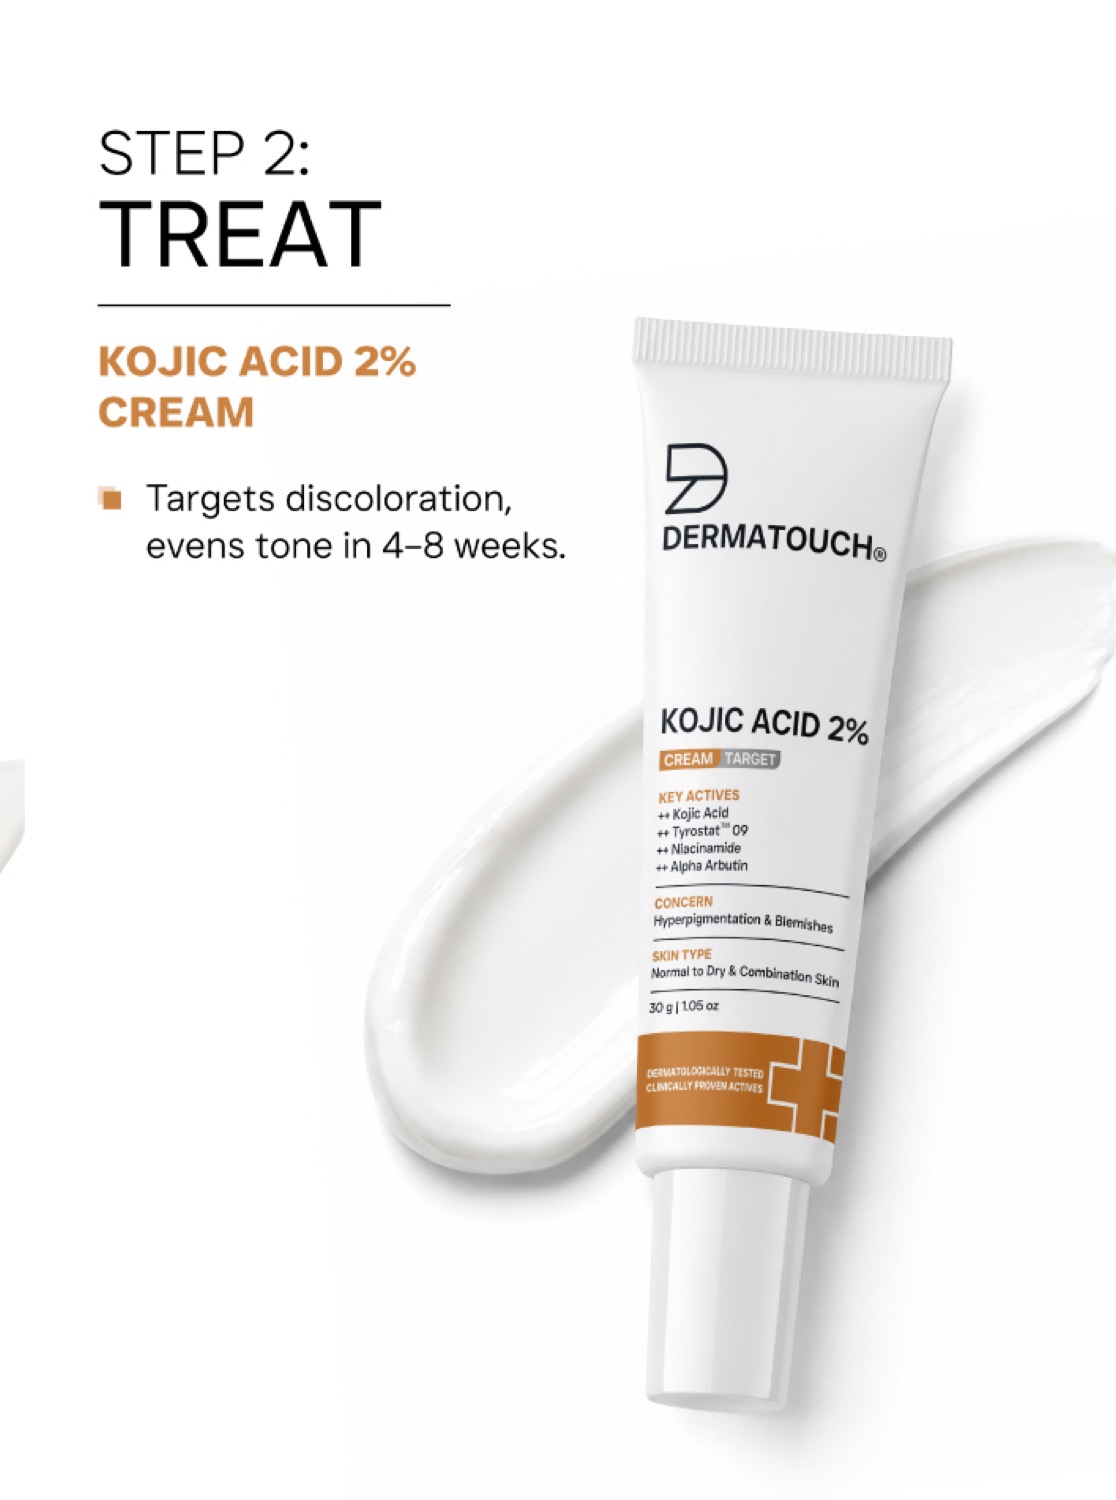 STEP 2:
TREAT
KOJIC ACID 2%
CREAM
Targets discoloration,
evens tone in 4–8 weeks.
DERMATOUCH®
KOJIC ACID 2%
CREAM TARGET
KEY ACTIVES
++ Kojic Acid
++ Tyrostat™ 09
++ Niacinamide
++ Alpha Arbutin
CONCERN
Hyperpigmentation & Blemishes
SKIN TYPE
Normal to Dry & Combination Skin
30 g | 1.05 oz
DERMATOLOGICALLY TESTED
CLINICALLY PROVEN ACTIVES